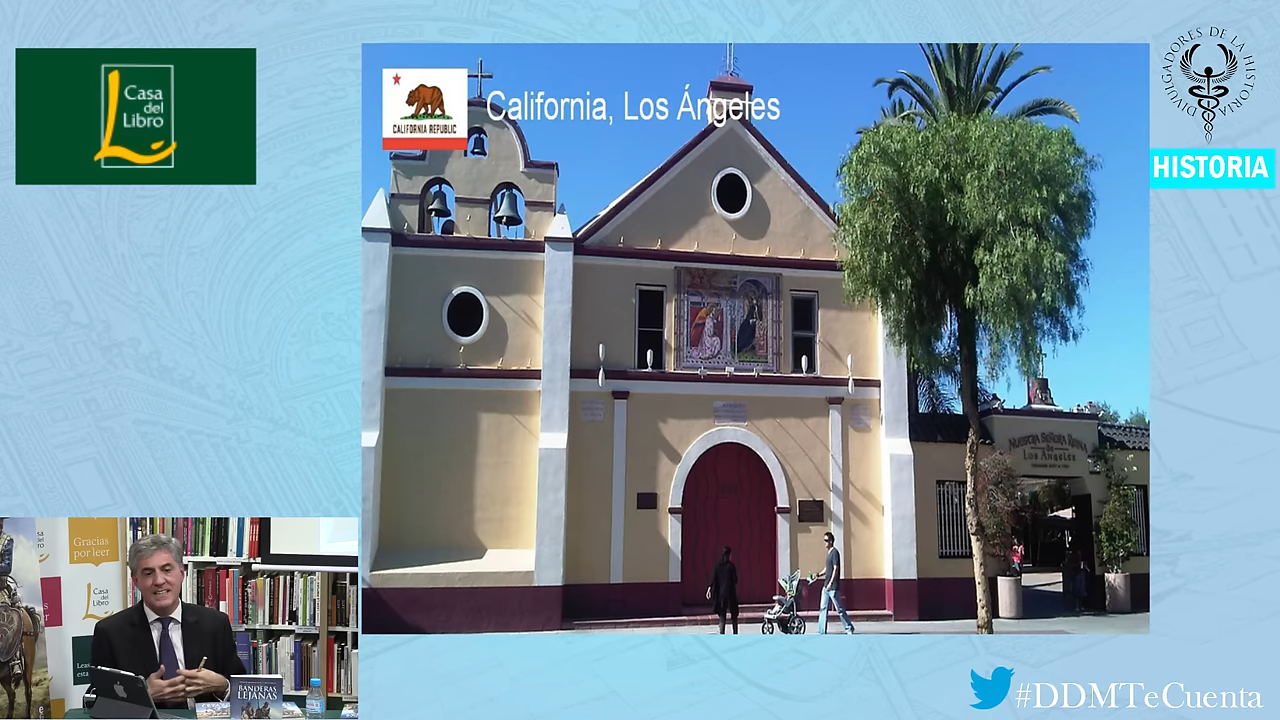 Casa
del
Libro
CALIFORNIA REPUBLIC
California, Los Ángeles
DIVULGADORES DE LA HISTORIA
HISTORIA
NUESTRA SEÑORA REINA
DE
LOS ANGELES
Gracias
por leer
Casa
del
Libro
BANDERAS
LEJANAS
#DDMTeCuenta